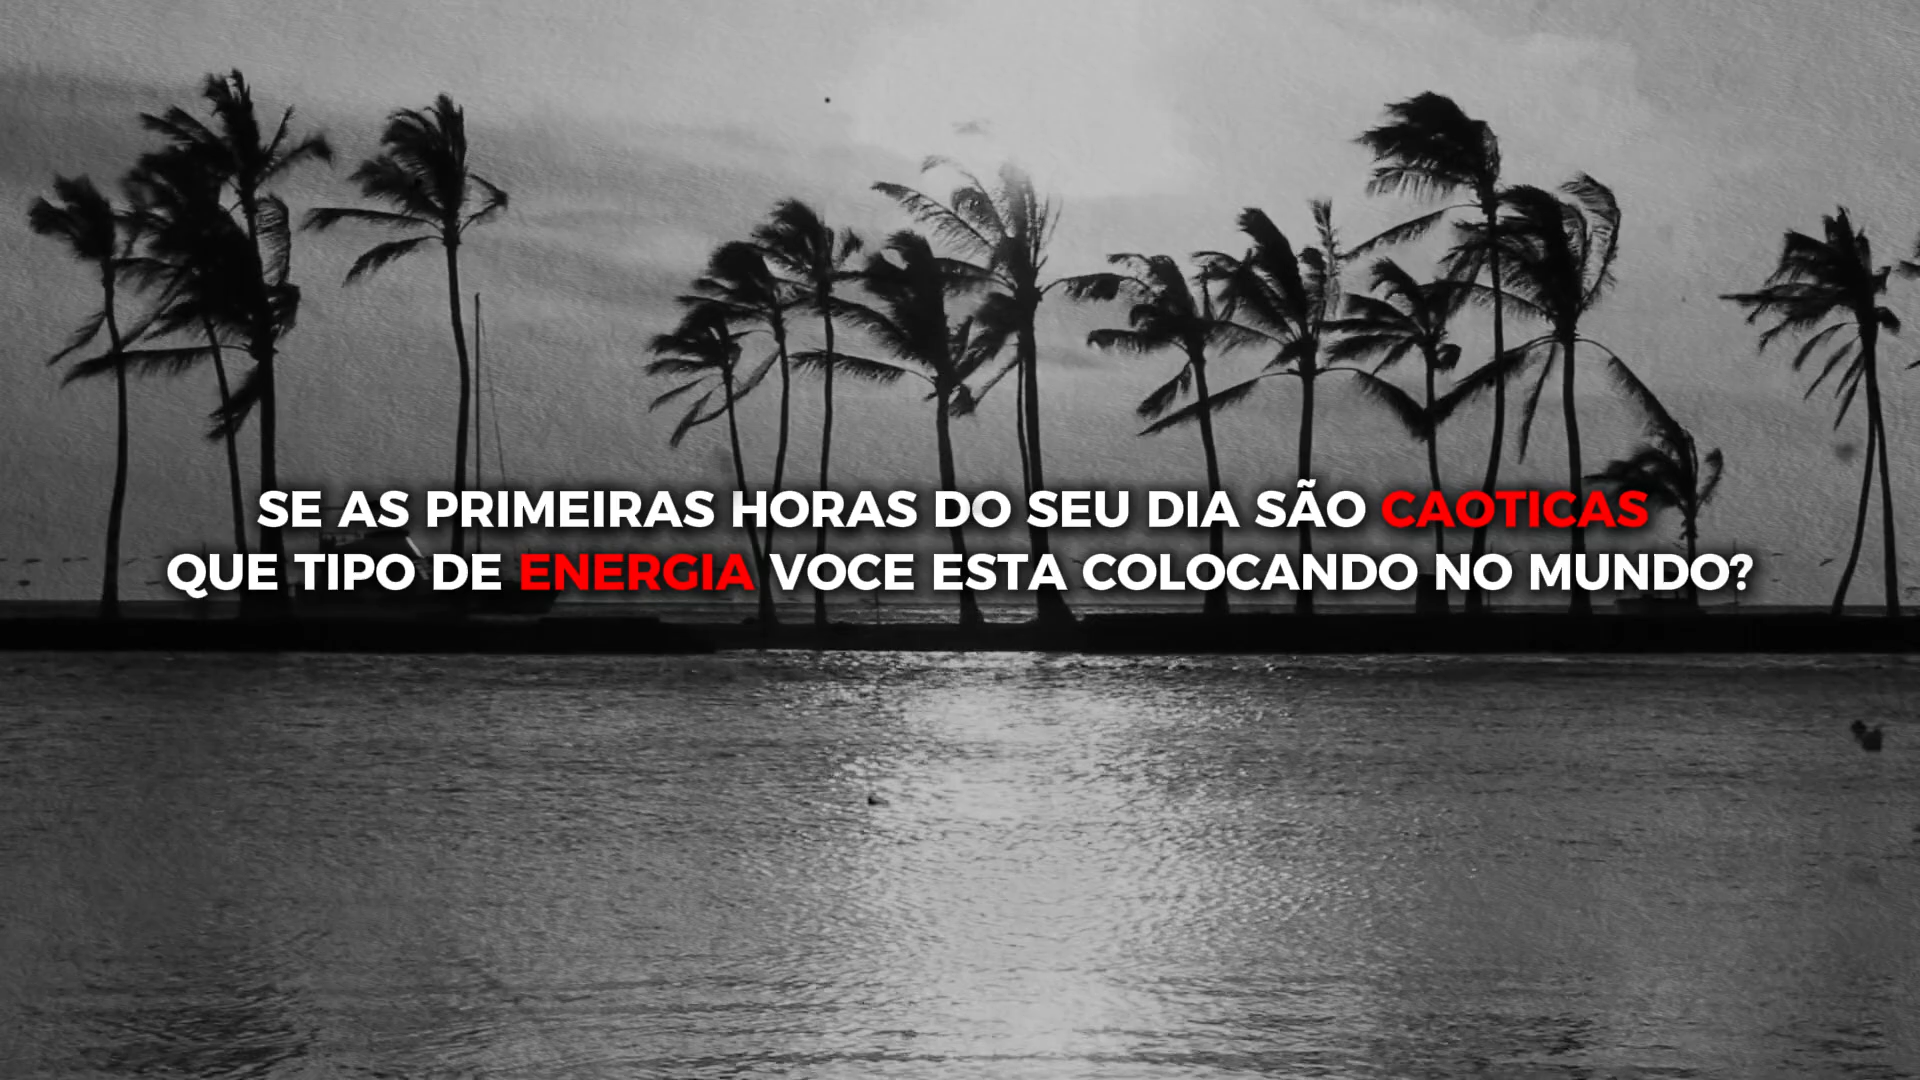 SE AS PRIMEIRAS HORAS DO SEU DIA SÃO CAOTICAS
QUE TIPO DE ENERGIA VOCE ESTA COLOCANDO NO MUNDO?